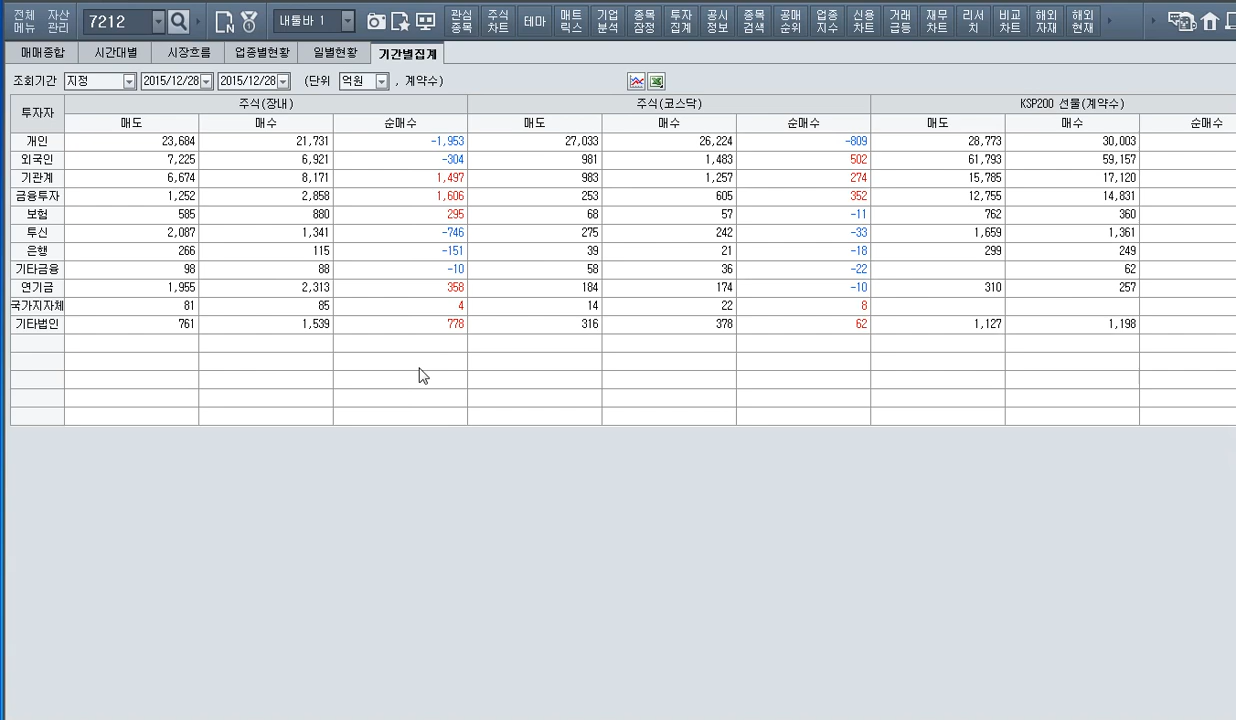 전체 메뉴 자산 관리 7212 내툴바 1 관심 종목 주식 차트 테마 매트 릭스 기업 분석 종목 잠정 투자 집계 공시 정보 종목 검색 공매 순위 업종 지수 신용 차트 거래 급등 재무 차트 리서 치 비교 차트 해외 자재 해외 현재
매매종합 시간대별 시장흐름 업종별현황 일별현황 기간별집계
조회기간 지정 2015/12/28 2015/12/28 (단위 억원 , 계약수)
투자자 주식(장내) 주식(코스닥) KSP200 선물(계약수)
매도 매수 순매수 매도 매수 순매수 매도 매수 순매수
개인 23,684 21,731 -1,953 27,033 26,224 -809 28,773 30,003
외국인 7,225 6,921 -304 981 1,483 502 61,793 59,157
기관계 6,674 8,171 1,497 983 1,257 274 15,785 17,120
금융투자 1,252 2,858 1,606 253 605 352 12,755 14,831
보험 585 880 295 68 57 -11 762 360
투신 2,087 1,341 -746 275 242 -33 1,659 1,361
은행 266 115 -151 39 21 -18 299 249
기타금융 98 88 -10 58 36 -22 62
연기금 1,955 2,313 358 184 174 -10 310 257
국가지자체 81 85 4 14 22 8
기타법인 761 1,539 778 316 378 62 1,127 1,198